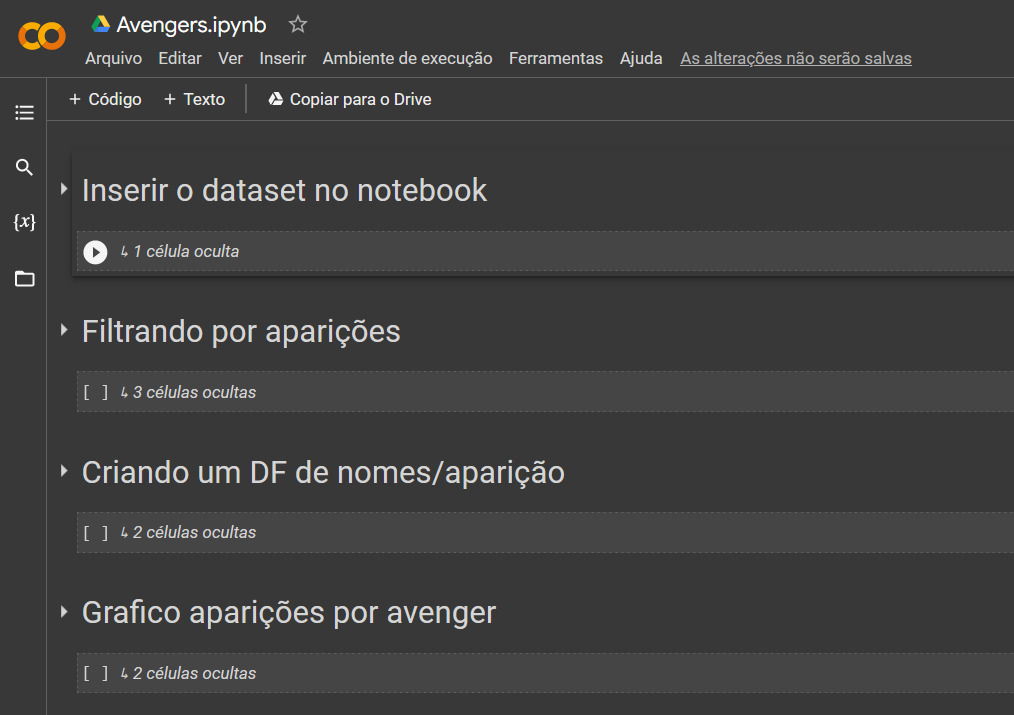 Avengers.ipynb
Arquivo Editar Ver Inserir Ambiente de execução Ferramentas Ajuda As alterações não serão salvas
+ Código + Texto Copiar para o Drive
Inserir o dataset no notebook
↳ 1 célula oculta
{x}
Filtrando por aparições
[ ] ↳ 3 células ocultas
Criando um DF de nomes/aparição
[ ] ↳ 2 células ocultas
Grafico aparições por avenger
[ ] ↳ 2 células ocultas